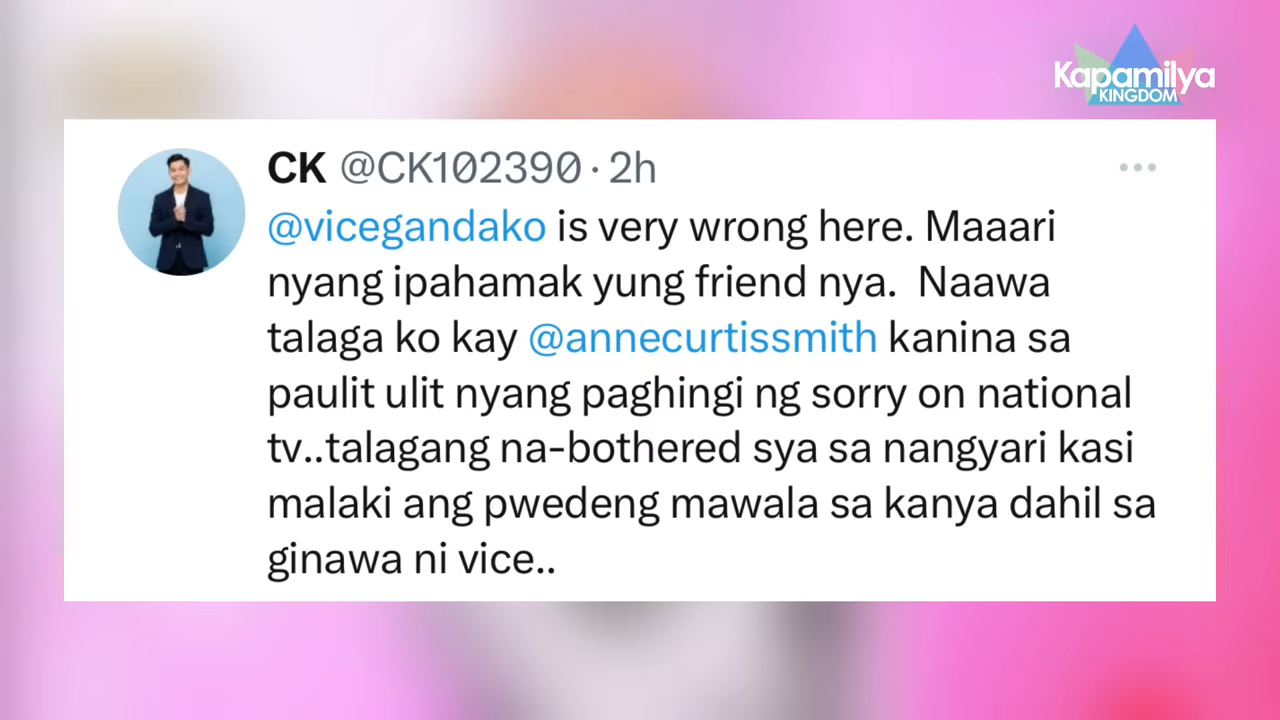 Kapamilya
KINGDOM
CK @CK102390 · 2h
@vicegandako is very wrong here. Maaari
nyang ipahamak yung friend nya.  Naawa
talaga ko kay @annecurtissmith kanina sa
paulit ulit nyang paghingi ng sorry on national
tv..talagang na-bothered sya sa nangyari kasi
malaki ang pwedeng mawala sa kanya dahil sa
ginawa ni vice..